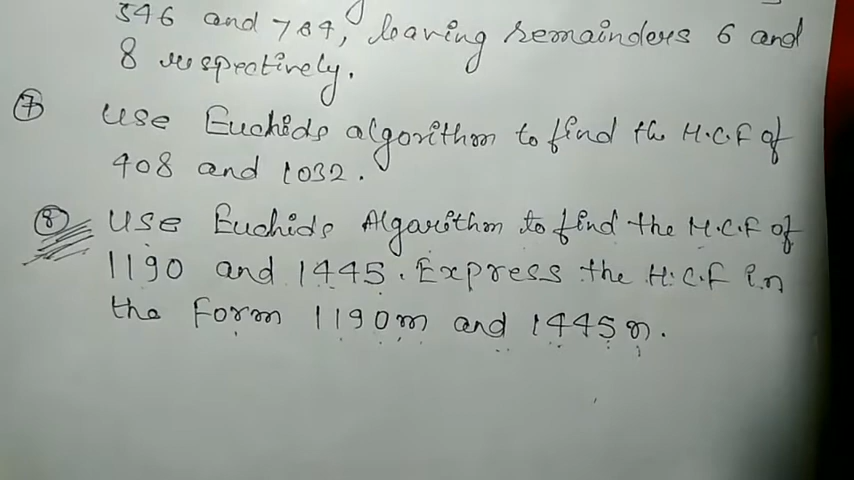 546 and 784, leaving remainders 6 and
8 respectively.
⑦ Use Euclids algorithm to find the H.C.F of
408 and 1032.
⑧ Use Euclids Algorithm to find the H.C.F of
1190 and 1445. Express the H.C.F in
the Form 1190m and 1445n.